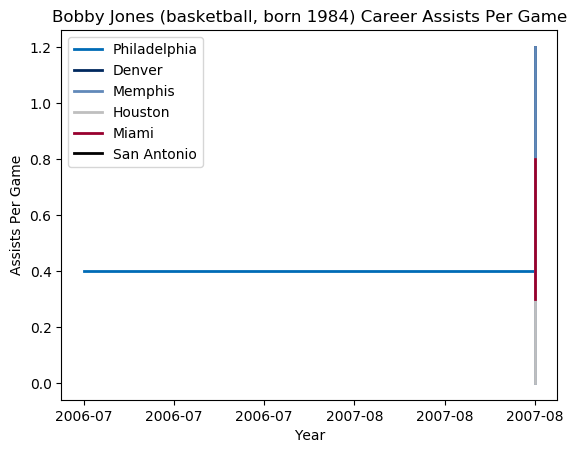 Bobby Jones (basketball, born 1984) Career Assists Per Game
Philadelphia
Denver
Memphis
Houston
Miami
San Antonio
Assists Per Game
1.2
1.0
0.8
0.6
0.4
0.2
0.0
2006-07 2006-07 2006-07 2007-08 2007-08 2007-08
Year